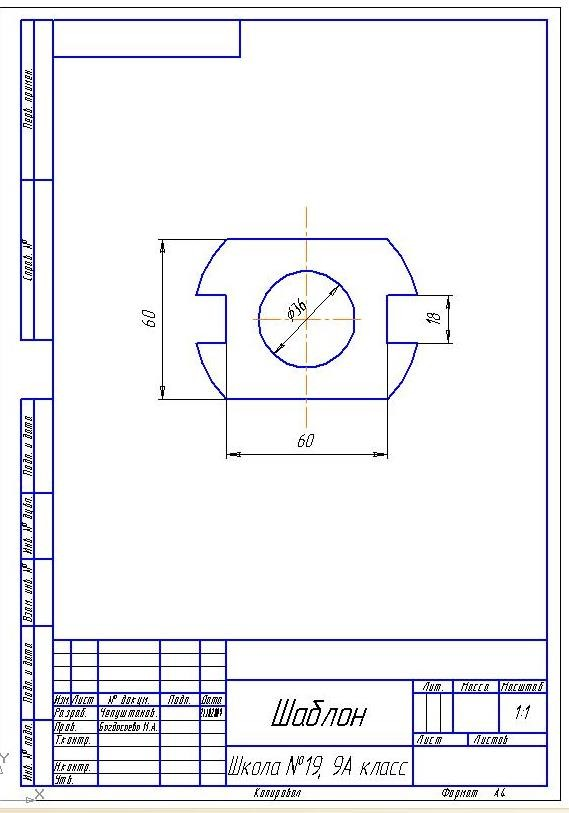 Перв. примен.
Справ. №
Подп. и дата
Инв. № дубл.
Взам. инв. №
Подп. и дата
Инв. № подл.
60
⌀36
18
60
Изм. Лист № докум. Подп. Дата
Разраб. Чепуштанов.
Пров. Богдасаева Н.А.
Т.контр.
Н.контр.
Утв.
Шаблон
Школа №19, 9А класс
Лит. Масса Масштаб
1:1
Лист Листов
Копировал Формат А4
Y
X